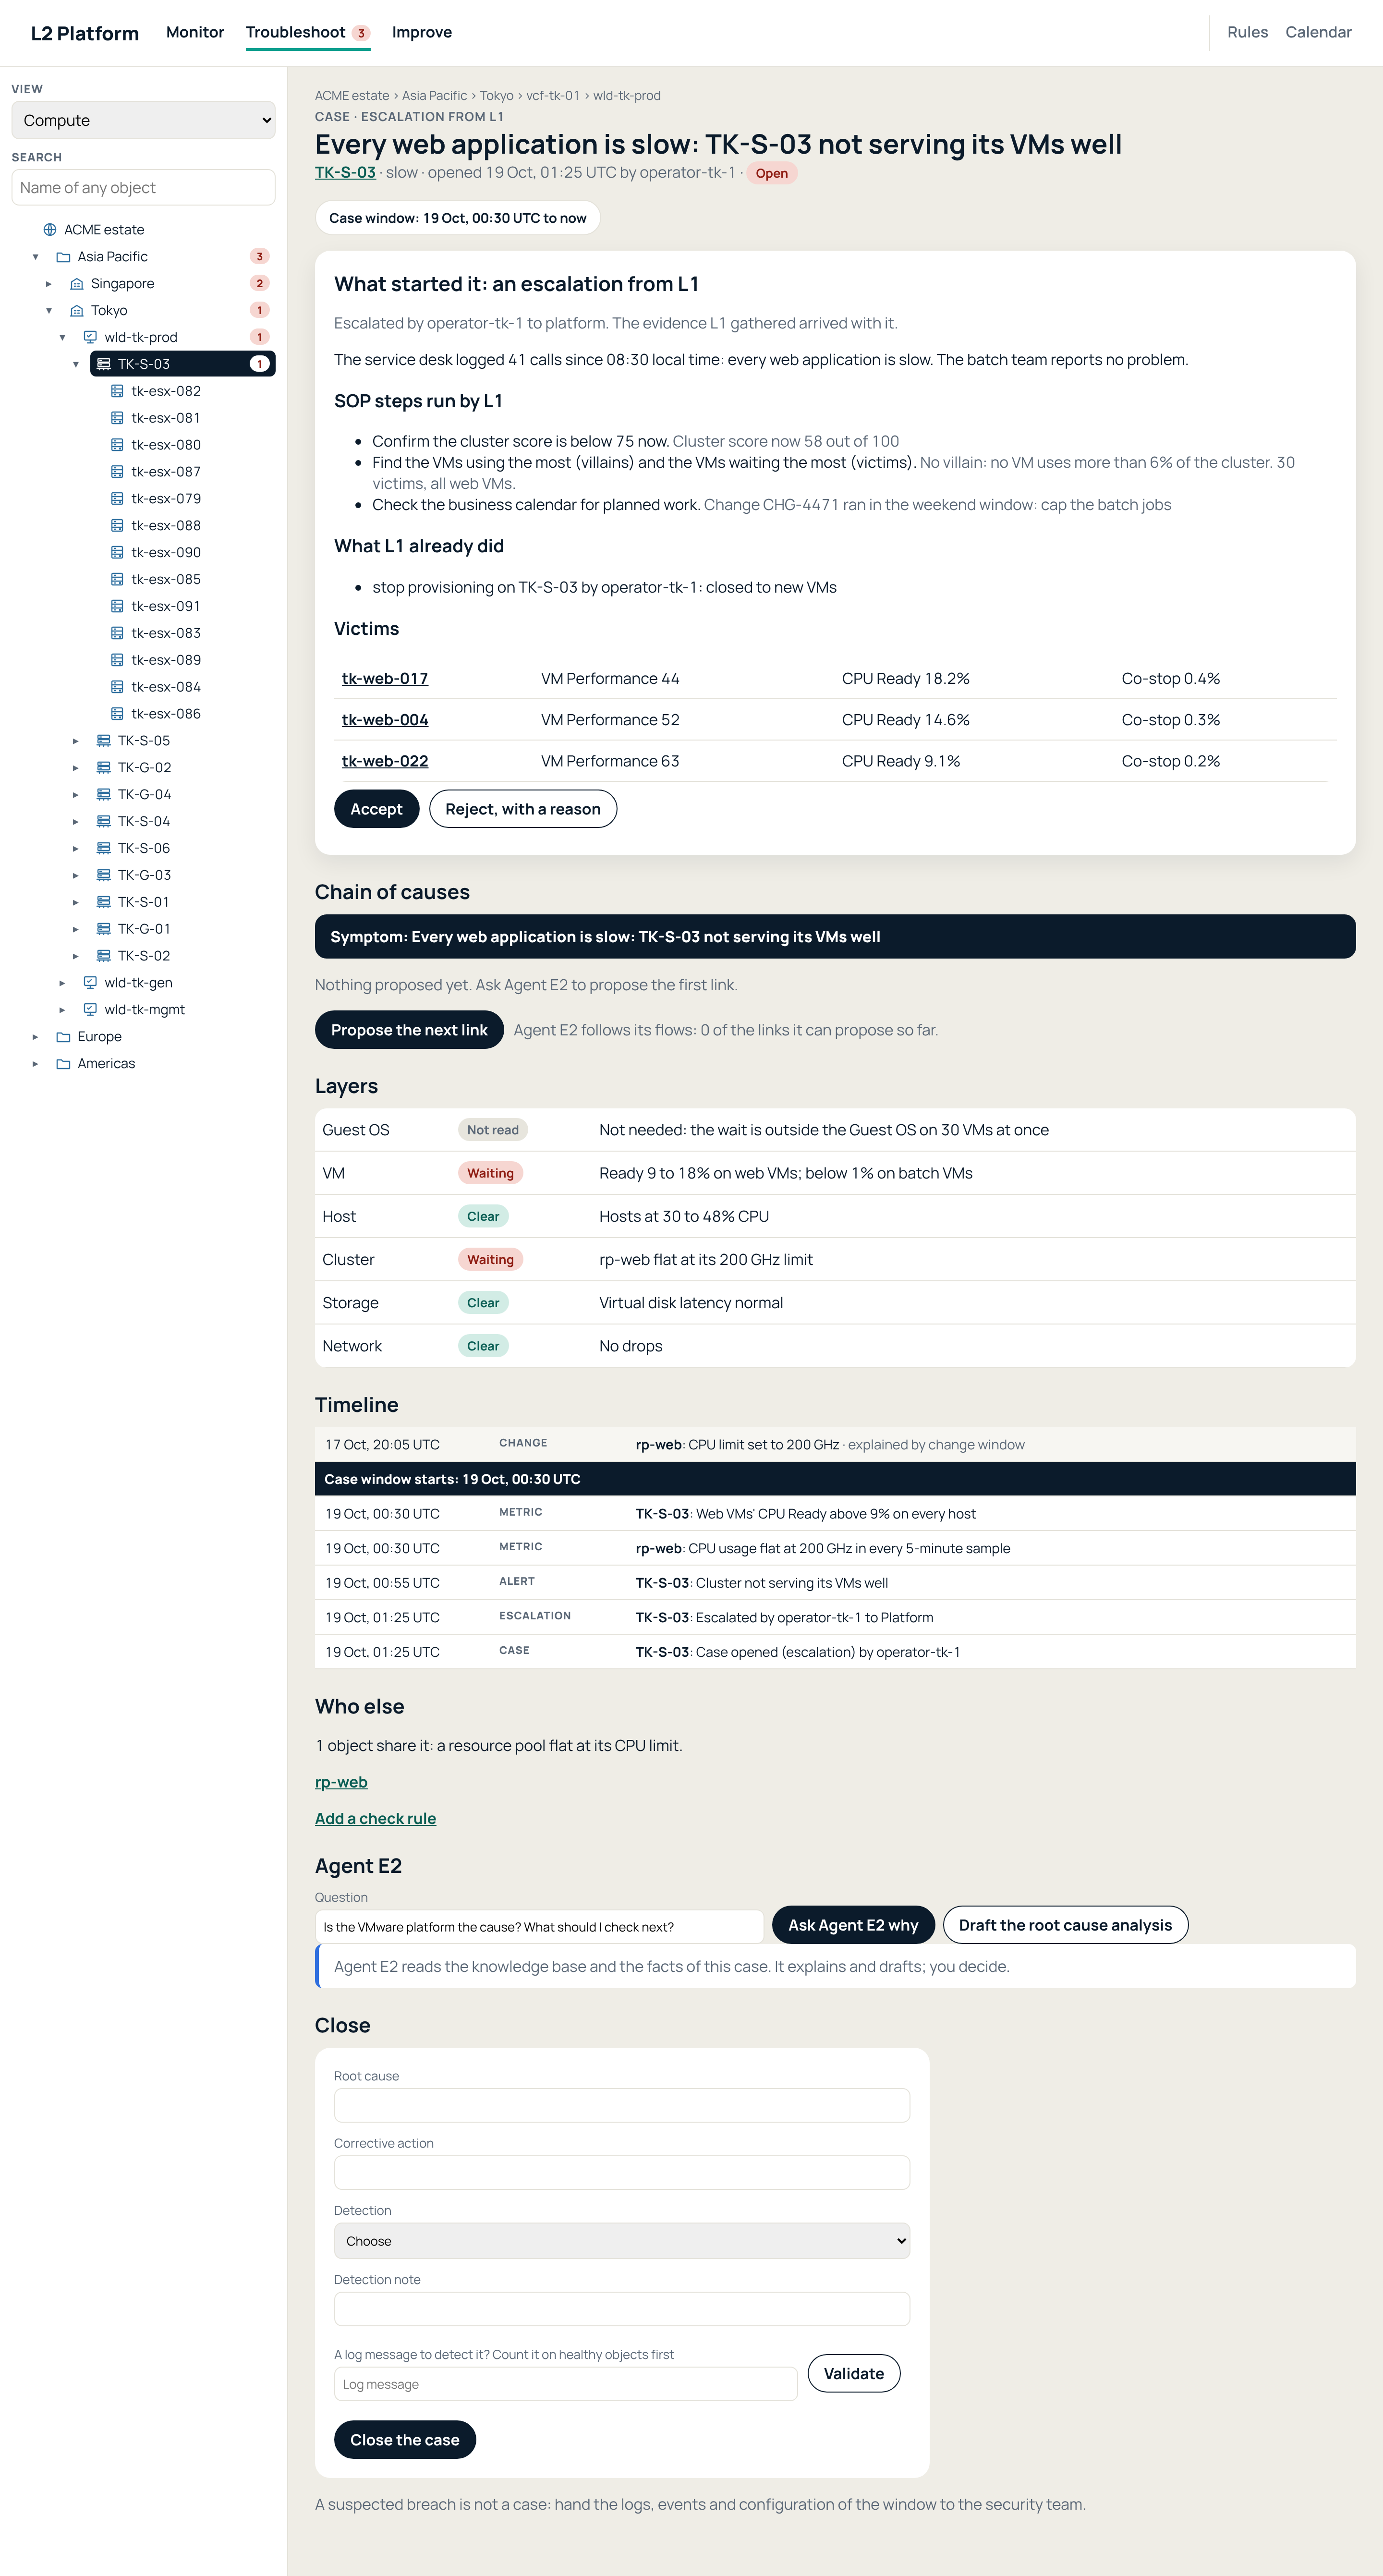 L2 Platform Monitor Troubleshoot 3 Improve Rules Calendar
VIEW
Compute
SEARCH
Name of any object
ACME estate
Asia Pacific 3
Singapore 2
Tokyo 1
wld-tk-prod 1
TK-S-03 1
tk-esx-082
tk-esx-081
tk-esx-080
tk-esx-087
tk-esx-079
tk-esx-088
tk-esx-090
tk-esx-085
tk-esx-091
tk-esx-083
tk-esx-089
tk-esx-084
tk-esx-086
TK-S-05
TK-G-02
TK-G-04
TK-S-04
TK-S-06
TK-G-03
TK-S-01
TK-G-01
TK-S-02
wld-tk-gen
wld-tk-mgmt
Europe
Americas
ACME estate › Asia Pacific › Tokyo › vcf-tk-01 › wld-tk-prod
CASE · ESCALATION FROM L1
Every web application is slow: TK-S-03 not serving its VMs well
TK-S-03 · slow · opened 19 Oct, 01:25 UTC by operator-tk-1 · Open
Case window: 19 Oct, 00:30 UTC to now
What started it: an escalation from L1
Escalated by operator-tk-1 to platform. The evidence L1 gathered arrived with it.
The service desk logged 41 calls since 08:30 local time: every web application is slow. The batch team reports no problem.
SOP steps run by L1
• Confirm the cluster score is below 75 now. Cluster score now 58 out of 100
• Find the VMs using the most (villains) and the VMs waiting the most (victims). No villain: no VM uses more than 6% of the cluster. 30
victims, all web VMs.
• Check the business calendar for planned work. Change CHG-4471 ran in the weekend window: cap the batch jobs
What L1 already did
• stop provisioning on TK-S-03 by operator-tk-1: closed to new VMs
Victims
tk-web-017 VM Performance 44 CPU Ready 18.2% Co-stop 0.4%
tk-web-004 VM Performance 52 CPU Ready 14.6% Co-stop 0.3%
tk-web-022 VM Performance 63 CPU Ready 9.1% Co-stop 0.2%
Accept Reject, with a reason
Chain of causes
Symptom: Every web application is slow: TK-S-03 not serving its VMs well
Nothing proposed yet. Ask Agent E2 to propose the first link.
Propose the next link Agent E2 follows its flows: 0 of the links it can propose so far.
Layers
Guest OS Not read Not needed: the wait is outside the Guest OS on 30 VMs at once
VM Waiting Ready 9 to 18% on web VMs; below 1% on batch VMs
Host Clear Hosts at 30 to 48% CPU
Cluster Waiting rp-web flat at its 200 GHz limit
Storage Clear Virtual disk latency normal
Network Clear No drops
Timeline
17 Oct, 20:05 UTC CHANGE rp-web: CPU limit set to 200 GHz · explained by change window
Case window starts: 19 Oct, 00:30 UTC
19 Oct, 00:30 UTC METRIC TK-S-03: Web VMs' CPU Ready above 9% on every host
19 Oct, 00:30 UTC METRIC rp-web: CPU usage flat at 200 GHz in every 5-minute sample
19 Oct, 00:55 UTC ALERT TK-S-03: Cluster not serving its VMs well
19 Oct, 01:25 UTC ESCALATION TK-S-03: Escalated by operator-tk-1 to Platform
19 Oct, 01:25 UTC CASE TK-S-03: Case opened (escalation) by operator-tk-1
Who else
1 object share it: a resource pool flat at its CPU limit.
rp-web
Add a check rule
Agent E2
Question
Is the VMware platform the cause? What should I check next? Ask Agent E2 why Draft the root cause analysis
Agent E2 reads the knowledge base and the facts of this case. It explains and drafts; you decide.
Close
Root cause
Corrective action
Detection
Choose
Detection note
A log message to detect it? Count it on healthy objects first
Log message Validate
Close the case
A suspected breach is not a case: hand the logs, events and configuration of the window to the security team.